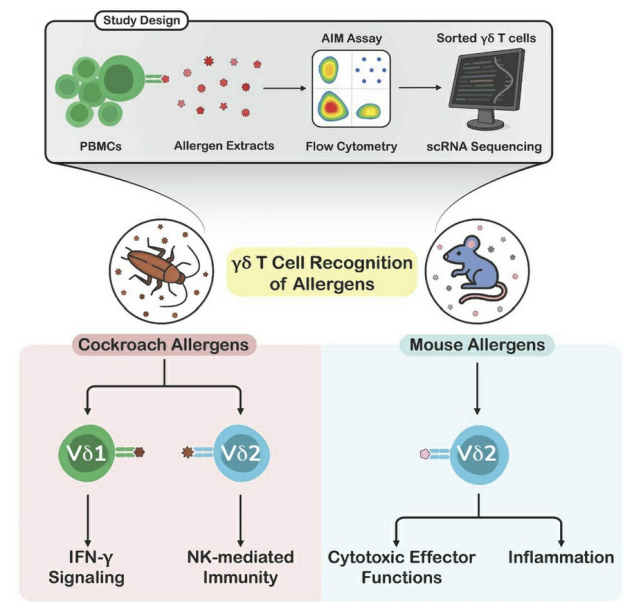 Study Design
AIM Assay
Sorted γδ T cells
PBMCs
Allergen Extracts
Flow Cytometry
scRNA Sequencing
γδ T Cell Recognition
of Allergens
Cockroach Allergens
Mouse Allergens
Vδ1
Vδ2
Vδ2
IFN-γ
Signaling
NK-mediated
Immunity
Cytotoxic Effector
Functions
Inflammation